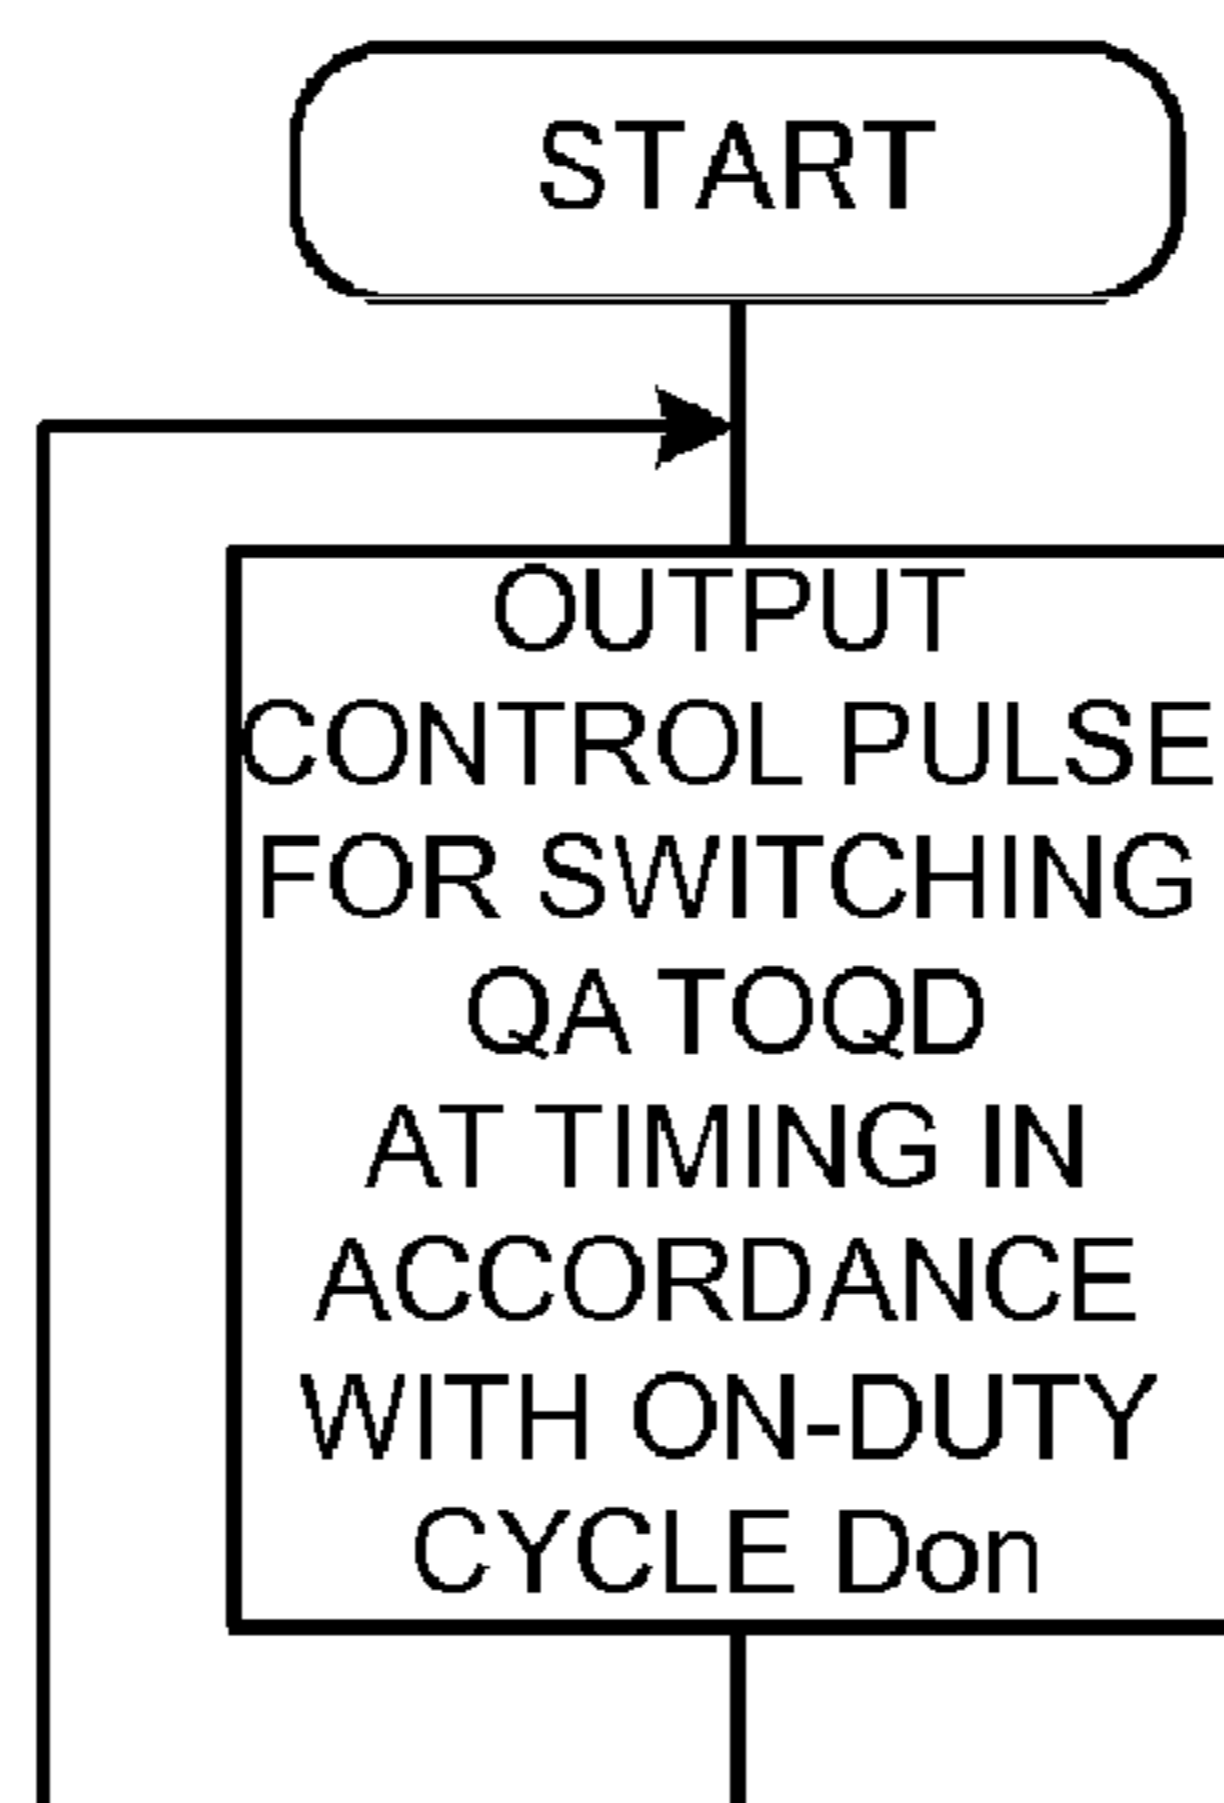 START
OUTPUT
CONTROL PULSE
FOR SWITCHING
QA TOQD
AT TIMING IN
ACCORDANCE
WITH ON-DUTY
CYCLE Don